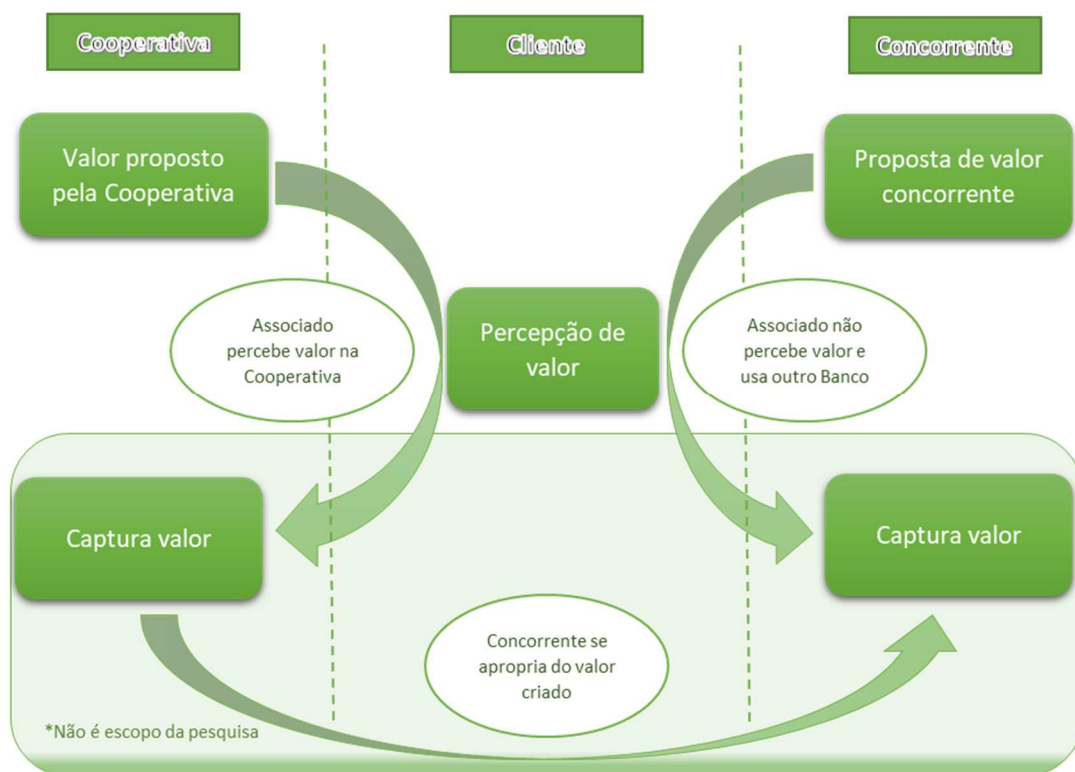 Cooperativa
Cliente
Concorrente
Valor proposto
pela Cooperativa
Proposta de valor
concorrente
Associado
percebe valor na
Cooperativa
Percepção de
valor
Associado não
percebe valor e
usa outro Banco
Captura valor
Captura valor
Concorrente se
apropria do valor
criado
*Não é escopo da pesquisa